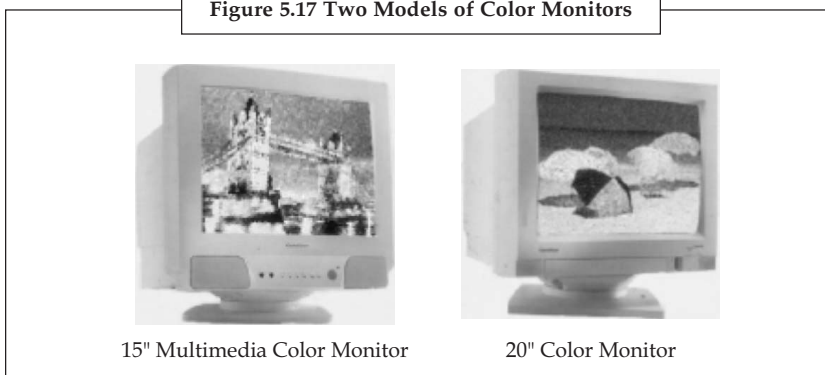 Figure 5.17 Two Models of Color Monitors
15" Multimedia Color Monitor
20" Color Monitor